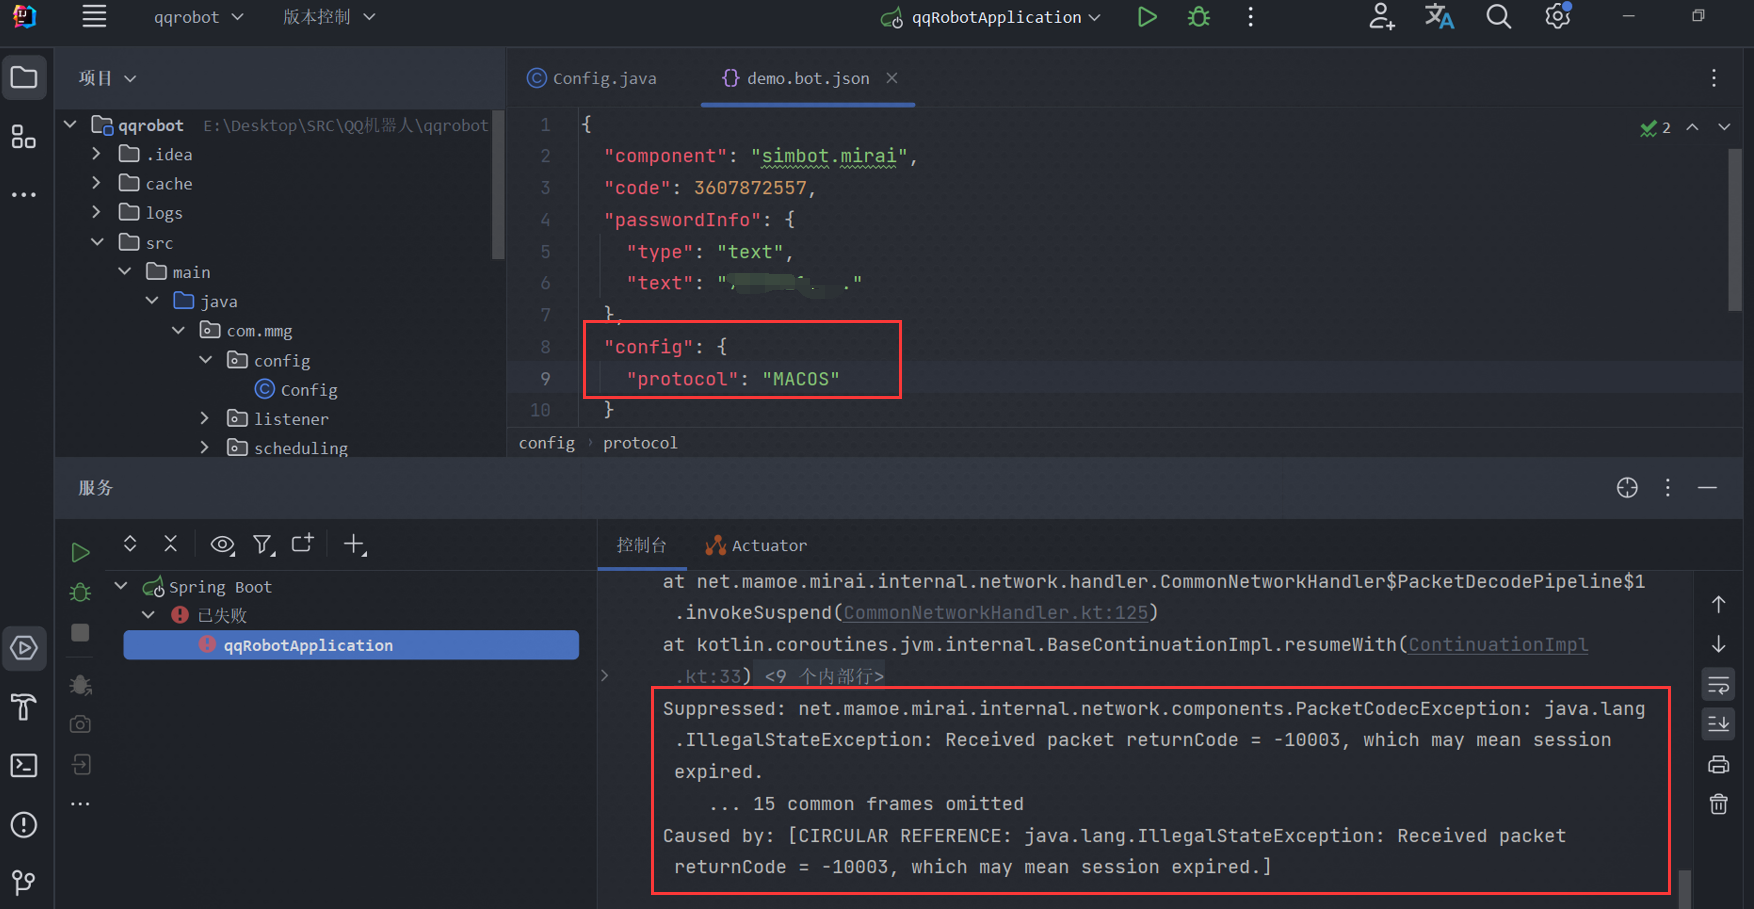 qqrobot
版本控制
qqRobotApplication
项目
Config.java
demo.bot.json
qqrobot E:\Desktop\SRC\QQ机器人\qqrobot
.idea
cache
logs
src
main
java
com.mmg
config
Config
listener
scheduling
2
1 {
2 "component": "simbot.mirai",
3 "code": 3607872557,
4 "passwordInfo": {
5 "type": "text",
6 "text": " ."
7 },
8 "config": {
9 "protocol": "MACOS"
10 }
config › protocol
服务
控制台
Actuator
Spring Boot
已失败
qqRobotApplication
at net.mamoe.mirai.internal.network.handler.CommonNetworkHandler$PacketDecodePipeline$1
.invokeSuspend(CommonNetworkHandler.kt:125)
at kotlin.coroutines.jvm.internal.BaseContinuationImpl.resumeWith(ContinuationImpl
.kt:33) <9 个内部行>
Suppressed: net.mamoe.mirai.internal.network.components.PacketCodecException: java.lang
.IllegalStateException: Received packet returnCode = -10003, which may mean session
expired.
... 15 common frames omitted
Caused by: [CIRCULAR REFERENCE: java.lang.IllegalStateException: Received packet
returnCode = -10003, which may mean session expired.]